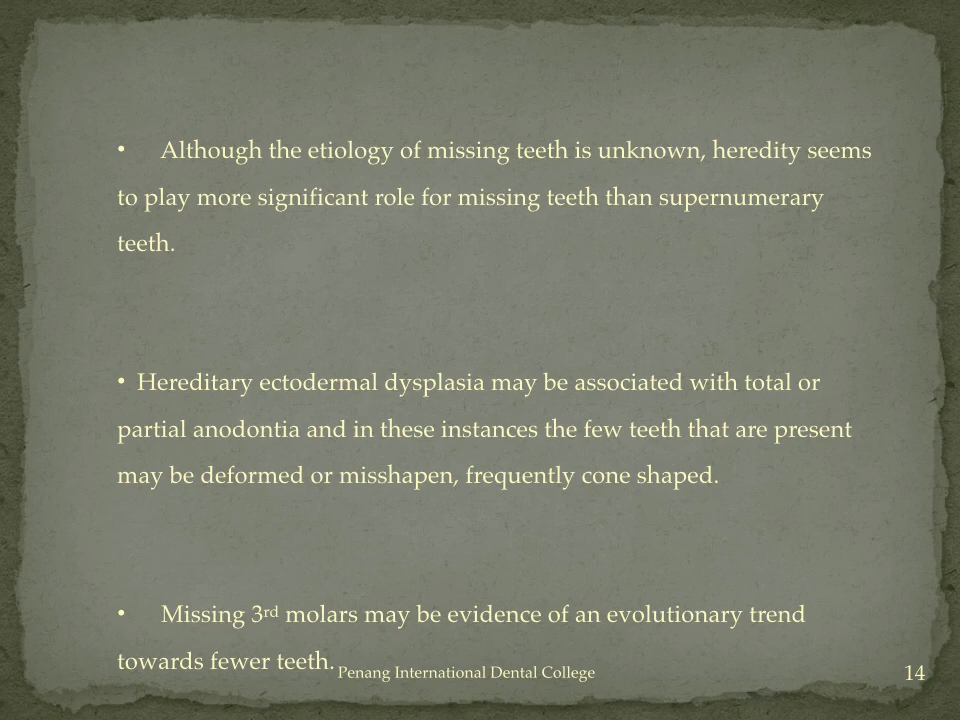 • Although the etiology of missing teeth is unknown, heredity seems
to play more significant role for missing teeth than supernumerary
teeth.
• Hereditary ectodermal dysplasia may be associated with total or
partial anodontia and in these instances the few teeth that are present
may be deformed or misshapen, frequently cone shaped.
• Missing 3rd molars may be evidence of an evolutionary trend
towards fewer teeth.
Penang International Dental College
14